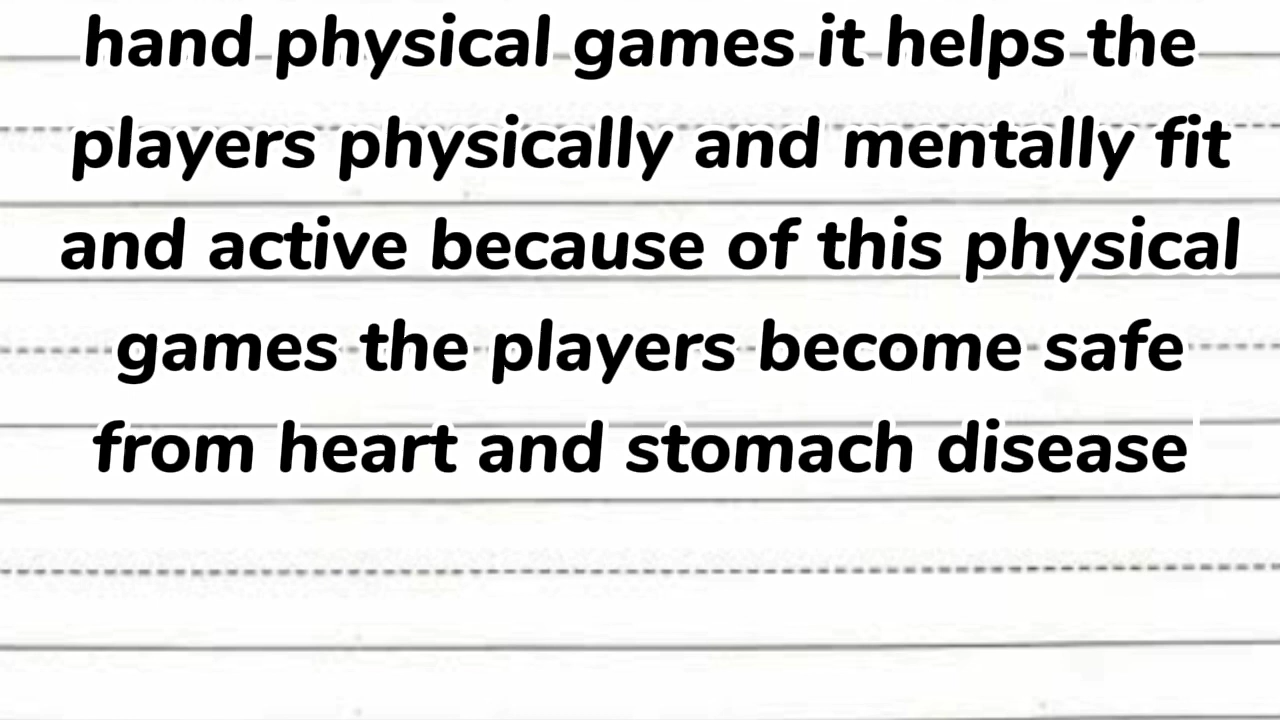 hand physical games it helps the
players physically and mentally fit
and active because of this physical
games the players become safe
from heart and stomach disease